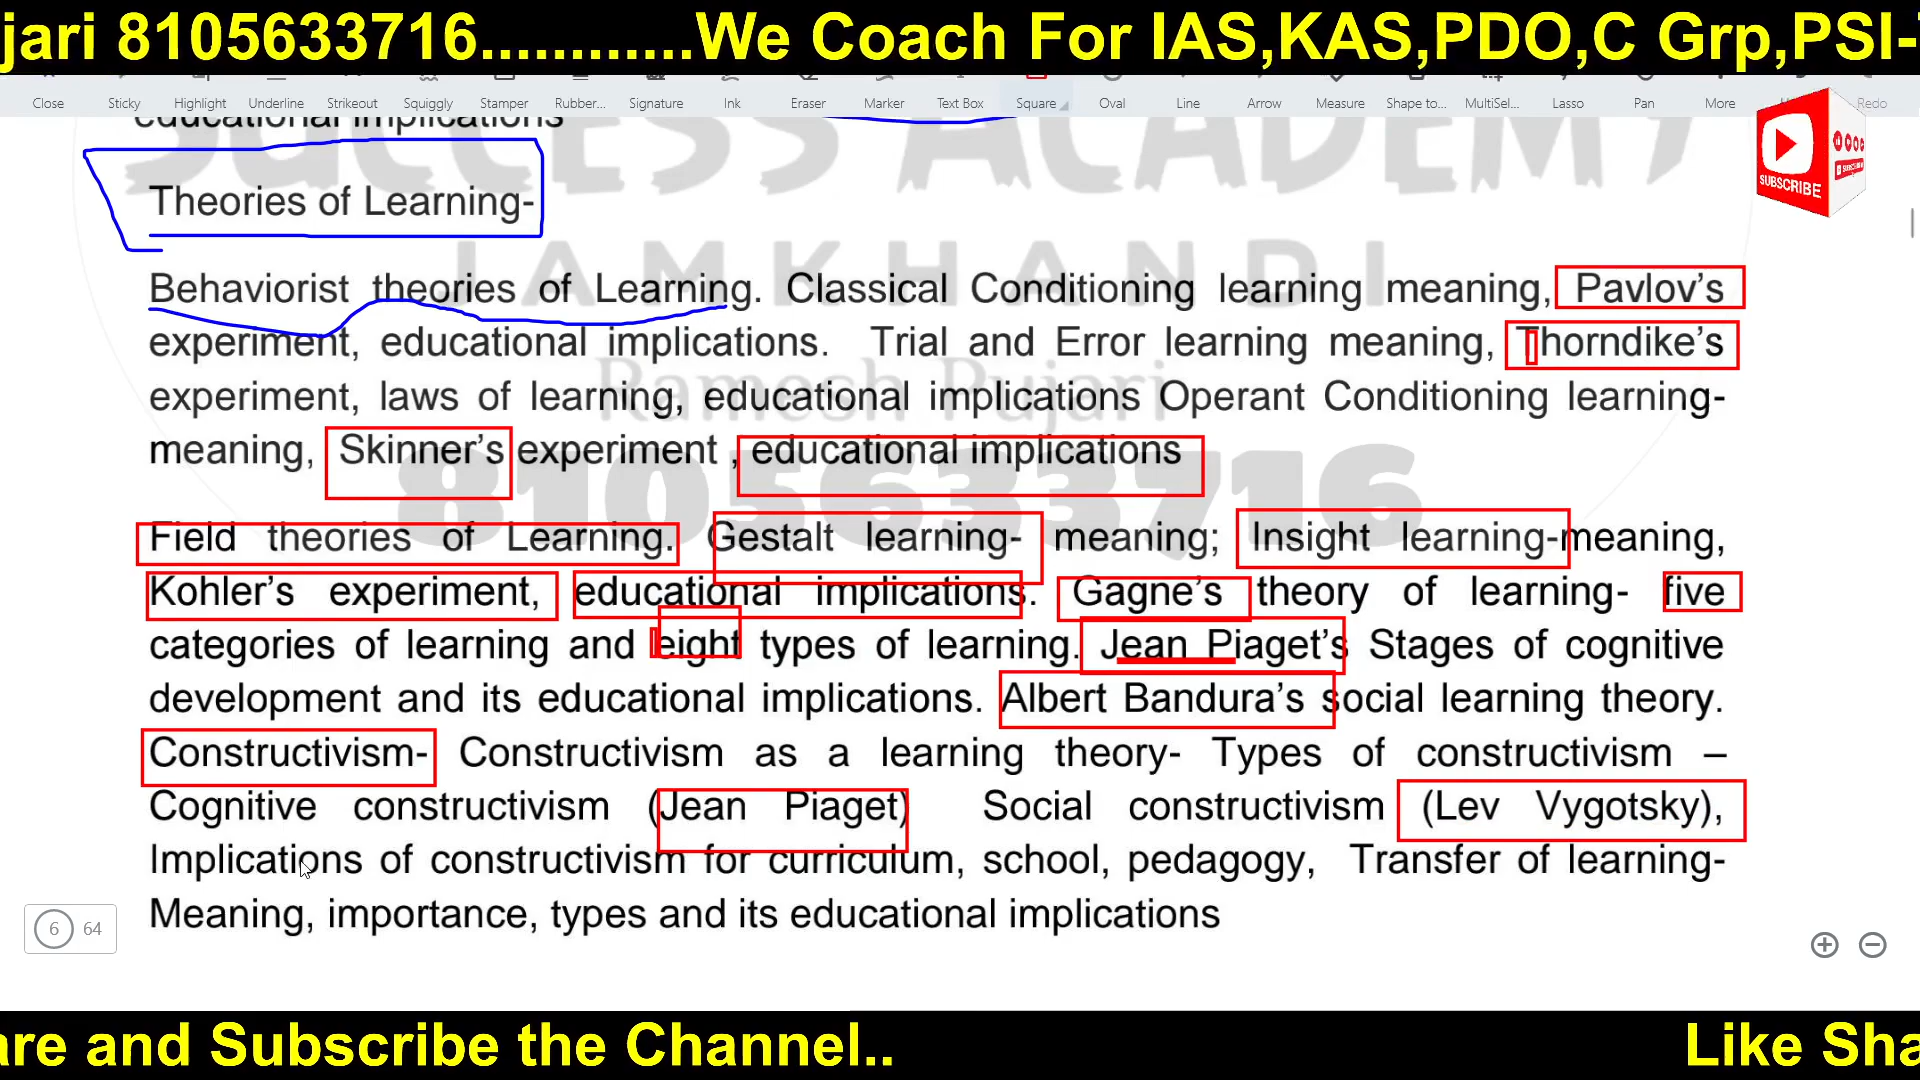 jari 8105633716............We Coach For IAS,KAS,PDO,C Grp,PSI-
Close Sticky Highlight Underline Strikeout Squiggly Stamper Rubber... Signature Ink Eraser Marker Text Box Square Oval Line Arrow Measure Shape to... MultiSel... Lasso Pan More Redo
educational implications
SUCCESS ACADEMY
SUBSCRIBE
Theories of Learning-
JAMKHANDI
Behaviorist theories of Learning. Classical Conditioning learning meaning, Pavlov's
experiment, educational implications. Trial and Error learning meaning, Thorndike's
Ramesh Pujari
experiment, laws of learning, educational implications Operant Conditioning learning-
meaning, Skinner's experiment , educational implications
8105633716
Field theories of Learning. Gestalt learning- meaning; Insight learning-meaning,
Kohler's experiment, educational implications. Gagne's theory of learning- five
categories of learning and eight types of learning. Jean Piaget's Stages of cognitive
development and its educational implications. Albert Bandura's social learning theory.
Constructivism- Constructivism as a learning theory- Types of constructivism –
Cognitive constructivism (Jean Piaget) Social constructivism (Lev Vygotsky),
Implications of constructivism for curriculum, school, pedagogy, Transfer of learning-
Meaning, importance, types and its educational implications
6 64
are and Subscribe the Channel.. Like Sha